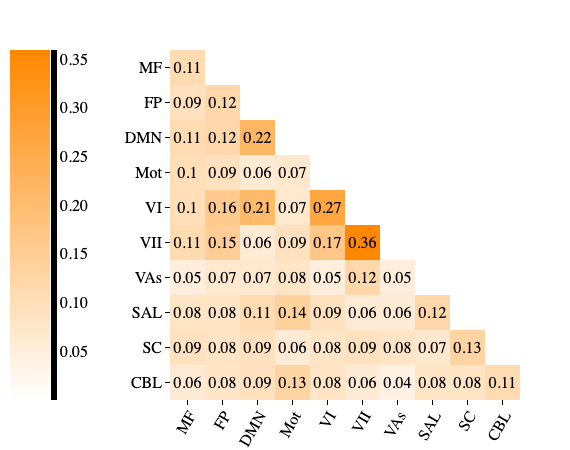 0.35
0.30
0.25
0.20
0.15
0.10
0.05
MF 0.11
FP 0.09 0.12
DMN 0.11 0.12 0.22
Mot 0.1 0.09 0.06 0.07
VI 0.1 0.16 0.21 0.07 0.27
VII 0.11 0.15 0.06 0.09 0.17 0.36
VAs 0.05 0.07 0.07 0.08 0.05 0.12 0.05
SAL 0.08 0.08 0.11 0.14 0.09 0.06 0.06 0.12
SC 0.09 0.08 0.09 0.06 0.08 0.09 0.08 0.07 0.13
CBL 0.06 0.08 0.09 0.13 0.08 0.06 0.04 0.08 0.08 0.11
MF FP DMN Mot VI VII VAs SAL SC CBL